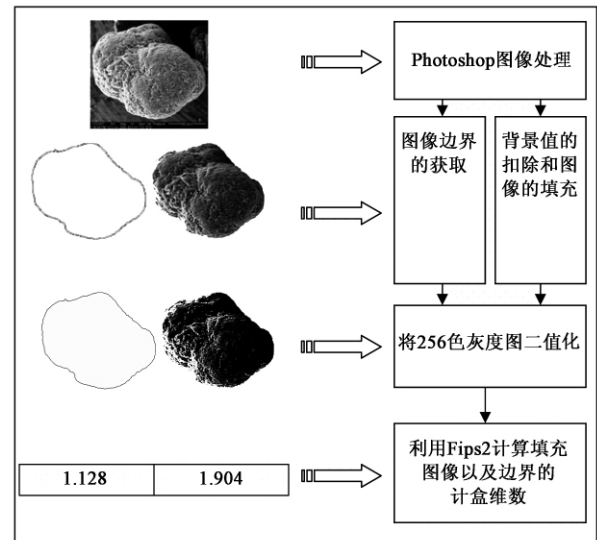 Photoshop图像处理
图像边界
的获取
背景值的
扣除和图
像的填充
将256色灰度图二值化
利用Fips2计算填充
图像以及边界的
计盒维数
1.128
1.904